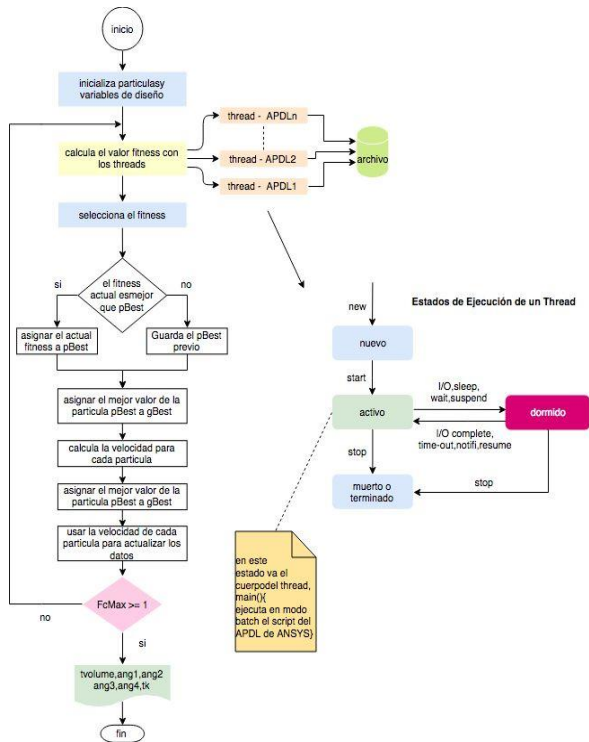 inicio
inicializa particulasy
variables de diseño
calcula el valor fitness con
los threads
thread - APDLn
thread - APDL2
thread - APDL1
archivo
selecciona el fitness
si
el fitness
actual esmejor
que pBest
no
asignar el actual
fitness a pBest
Guarda el pBest
previo
asignar el mejor valor de la
particula pBest a gBest
calcula la velocidad para
cada particula
asignar el mejor valor de la
particula pBest a gBest
usar la velocidad de cada
particula para actualizar los
datos
FcMax >= 1
no
si
tvolume,ang1,ang2
ang3,ang4,tk
fin
new
Estados de Ejecución de un Thread
nuevo
start
activo
I/O,sleep,
wait,suspend
dormido
I/O complete,
time-out,notifi,resume
stop
stop
muerto o
terminado
en este
estado va el
cuerpodel thread,
main(){
ejecuta en modo
batch el script del
APDL de ANSYS}